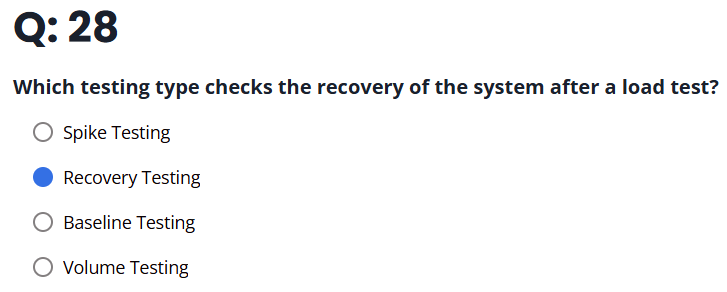 Q: 28
Which testing type checks the recovery of the system after a load test?
Spike Testing
Recovery Testing
Baseline Testing
Volume Testing